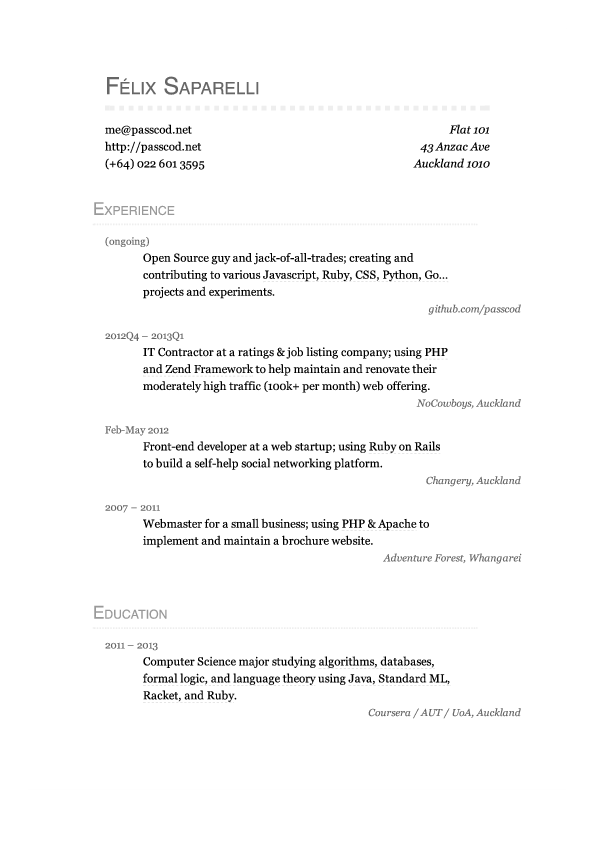 Félix Saparelli
me@passcod.net
Flat 101
http://passcod.net
43 Anzac Ave
(+64) 022 601 3595
Auckland 1010
Experience
(ongoing)
Open Source guy and jack-of-all-trades; creating and
contributing to various Javascript, Ruby, CSS, Python, Go...
projects and experiments.
github.com/passcod
2012Q4 – 2013Q1
IT Contractor at a ratings & job listing company; using PHP
and Zend Framework to help maintain and renovate their
moderately high traffic (100k+ per month) web offering.
NoCowboys, Auckland
Feb-May 2012
Front-end developer at a web startup; using Ruby on Rails
to build a self-help social networking platform.
Changery, Auckland
2007 – 2011
Webmaster for a small business; using PHP & Apache to
implement and maintain a brochure website.
Adventure Forest, Whangarei
Education
2011 – 2013
Computer Science major studying algorithms, databases,
formal logic, and language theory using Java, Standard ML,
Racket, and Ruby.
Coursera / AUT / UoA, Auckland